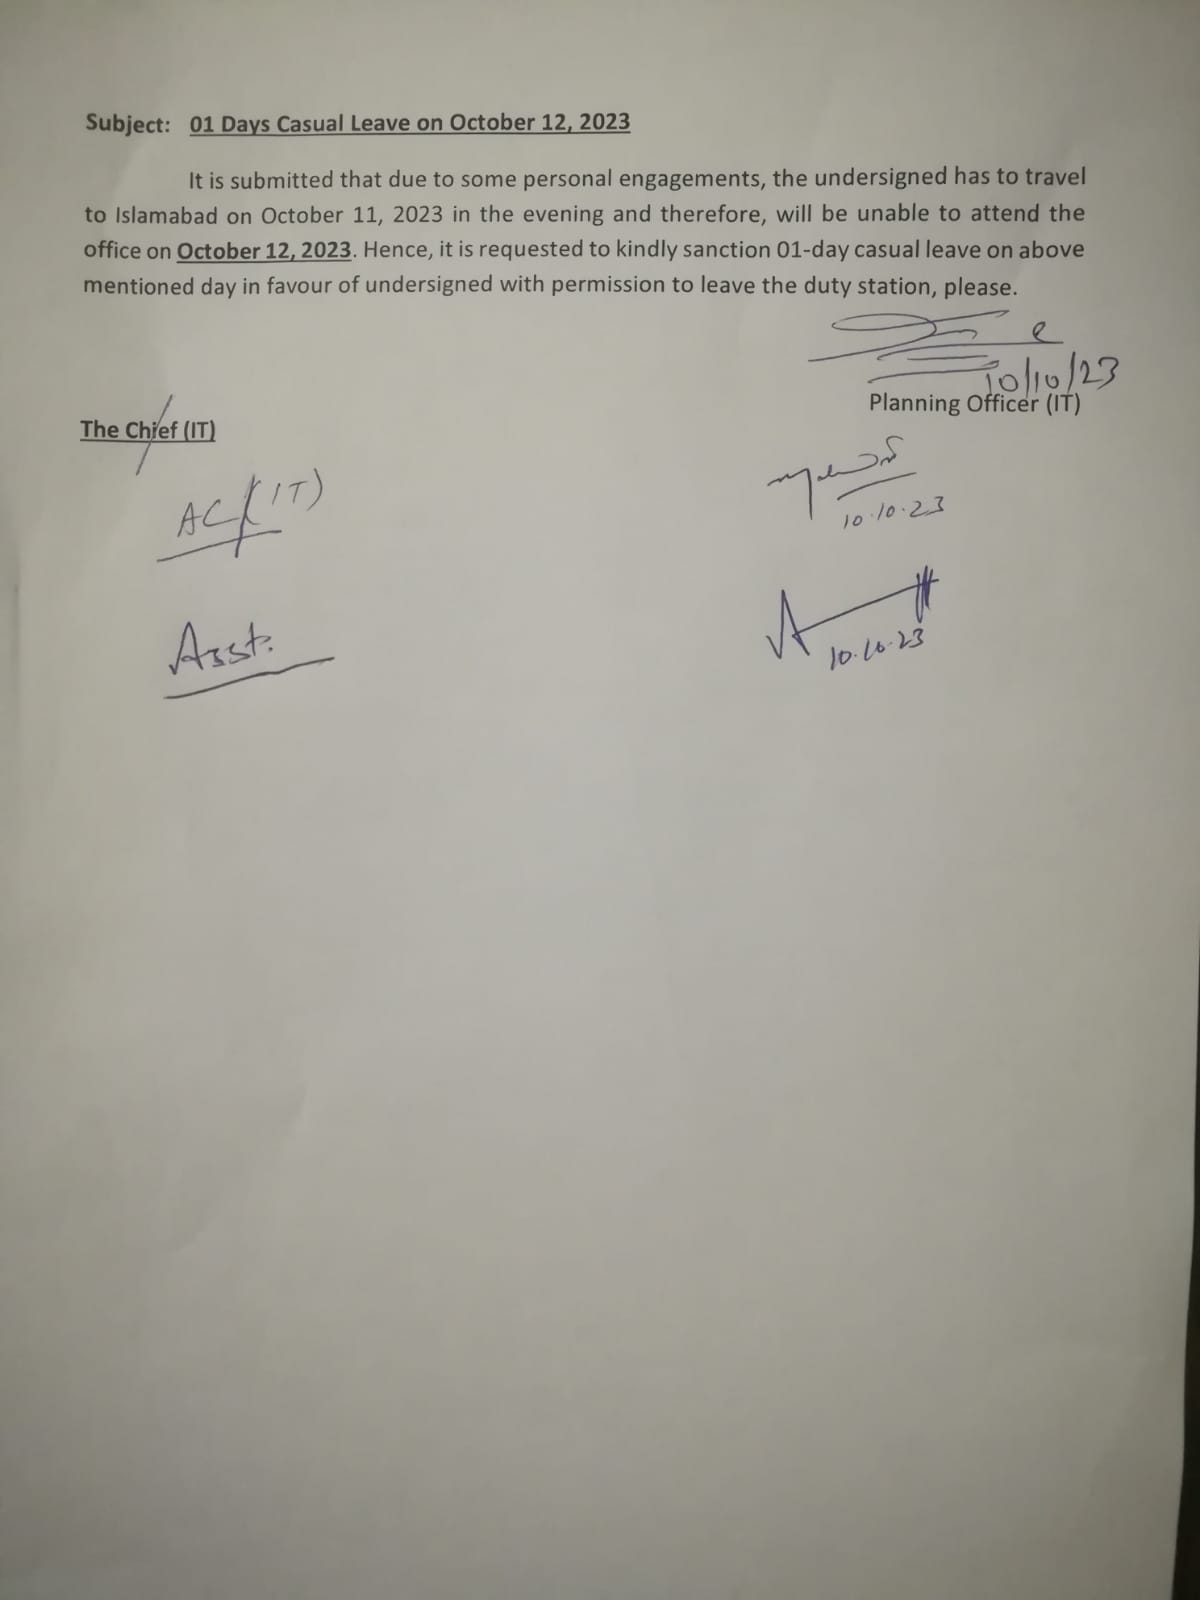 Subject: 01 Days Casual Leave on October 12, 2023
It is submitted that due to some personal engagements, the undersigned has to travel
to Islamabad on October 11, 2023 in the evening and therefore, will be unable to attend the
office on October 12, 2023. Hence, it is requested to kindly sanction 01-day casual leave on above
mentioned day in favour of undersigned with permission to leave the duty station, please.
10/10/23
Planning Officer (IT)
The Chief (IT)
AC(IT)
10.10.23
Asst.
10.10.23